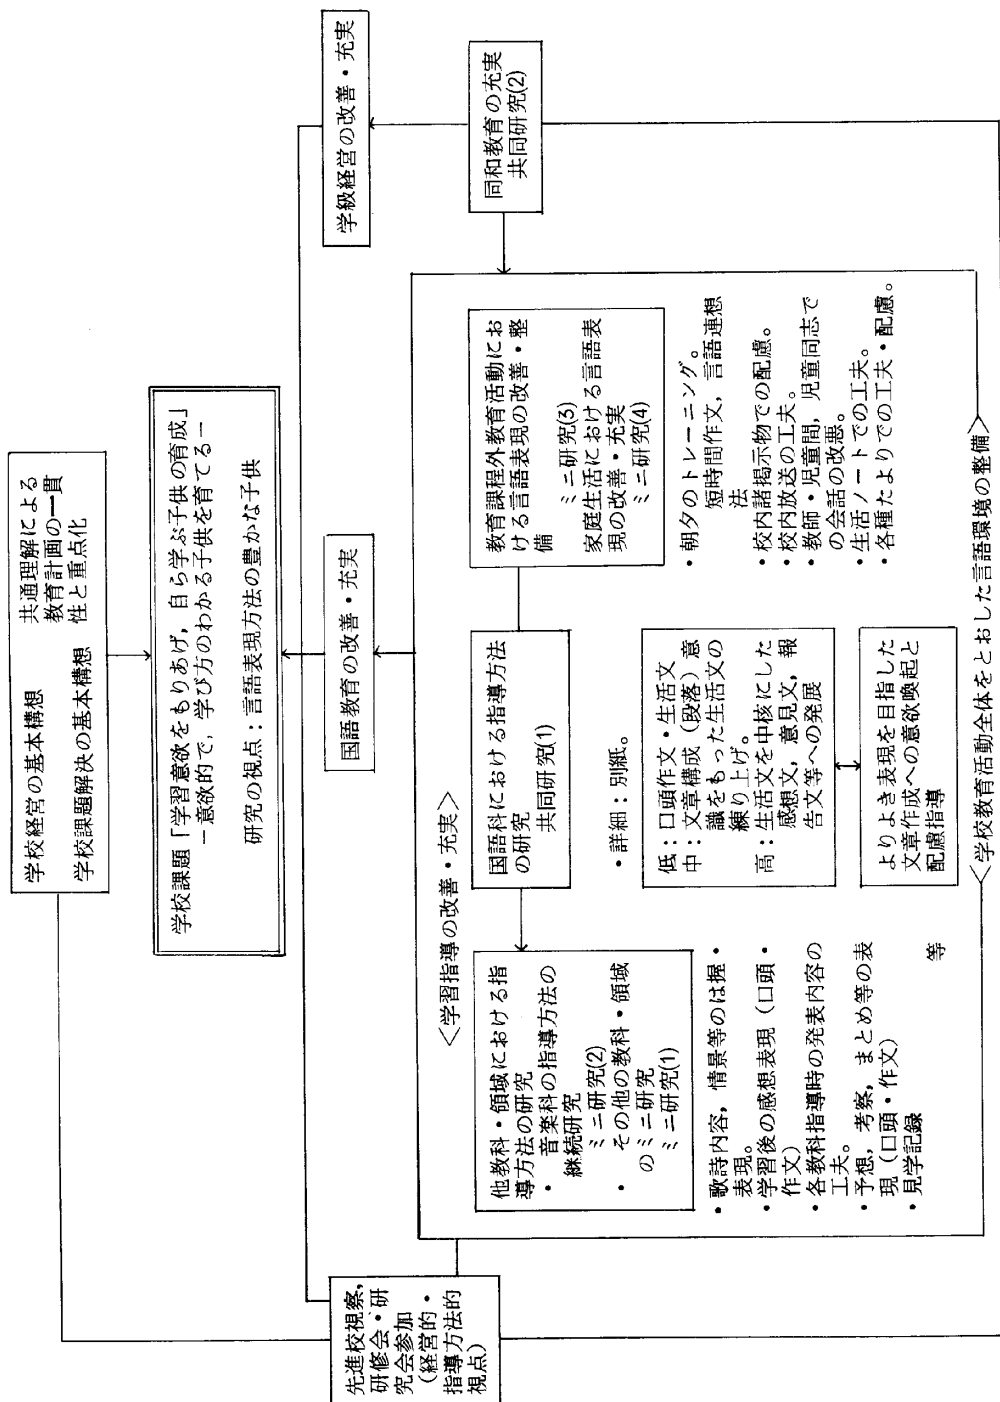 学校経営の基本構想
学校課題解決の基本構想
共通理解による
教育計画の一貫
性と重点化
学校課題「学習意欲をもりあげ，自ら学ぶ子供の育成」
－意欲的で，学び方のわかる子供を育てる－
研究の視点：言語表現方法の豊かな子供
国語教育の改善・充実
学級経営の改善・充実
同和教育の充実
共同研究(2)
先進校視察，
研修会・研
究会参加
（経営的・
指導方法的
視点）
＜学習指導の改善・充実＞
他教科・領域における指
導方法の研究
・ 音楽科の指導方法の
継続研究
ミニ研究(2)
・ その他の教科・領域
のミニ研究
ミニ研究(1)
・歌詩内容，情景等のは握・
表現。
・学習後の感想表現（口頭・
作文）
・各教科指導時の発表内容の
工夫。
・予想，考察，まとめ等の表
現（口頭・作文）
・見学記録
等
国語科における指導方法
の研究
共同研究(1)
・詳細：別紙。
低：口頭作文・生活文
中：文章構成（段落）意
識をもった生活文の
練り上げ。
高：生活文を中核にした
感想文，意見文，報
告文等への発展
よりよき表現を目指した
文章作成への意欲喚起と
配慮指導
教育課程外教育活動にお
ける言語表現の改善・整
備
ミニ研究(3)
家庭生活における言語表
現の改善・充実
ミニ研究(4)
・朝夕のトレーニング。
短時間作文，言語連想
法
・校内諸掲示物での配慮。
・校内放送の工夫。
・教師・児童間，児童同志で
の会話の改悪。
・生活ノートでの工夫。
・各種たよりでの工夫・配慮。
＜学校教育活動全体をとおした言語環境の整備＞